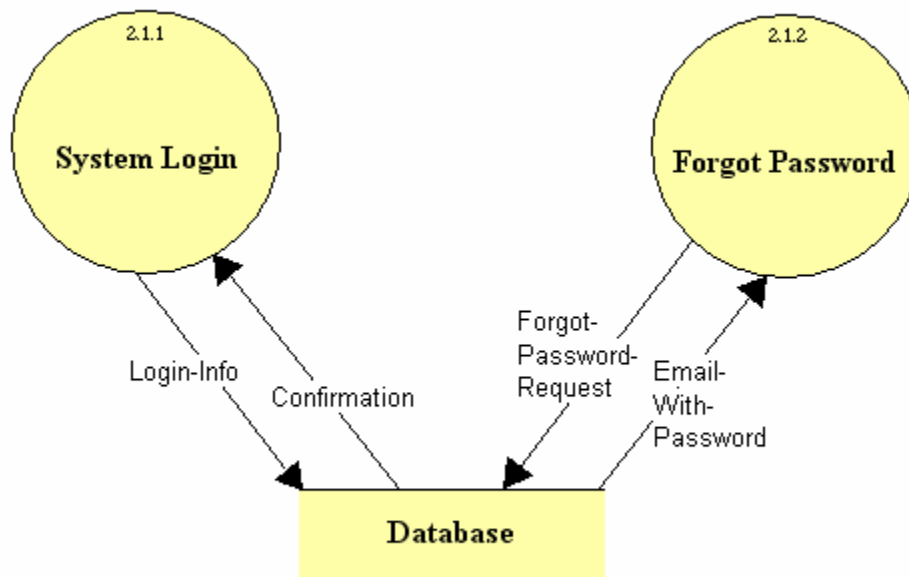 2.1.1
System Login
2.1.2
Forgot Password
Login-Info
Confirmation
Forgot-
Password-
Request
Email-
With-
Password
Database